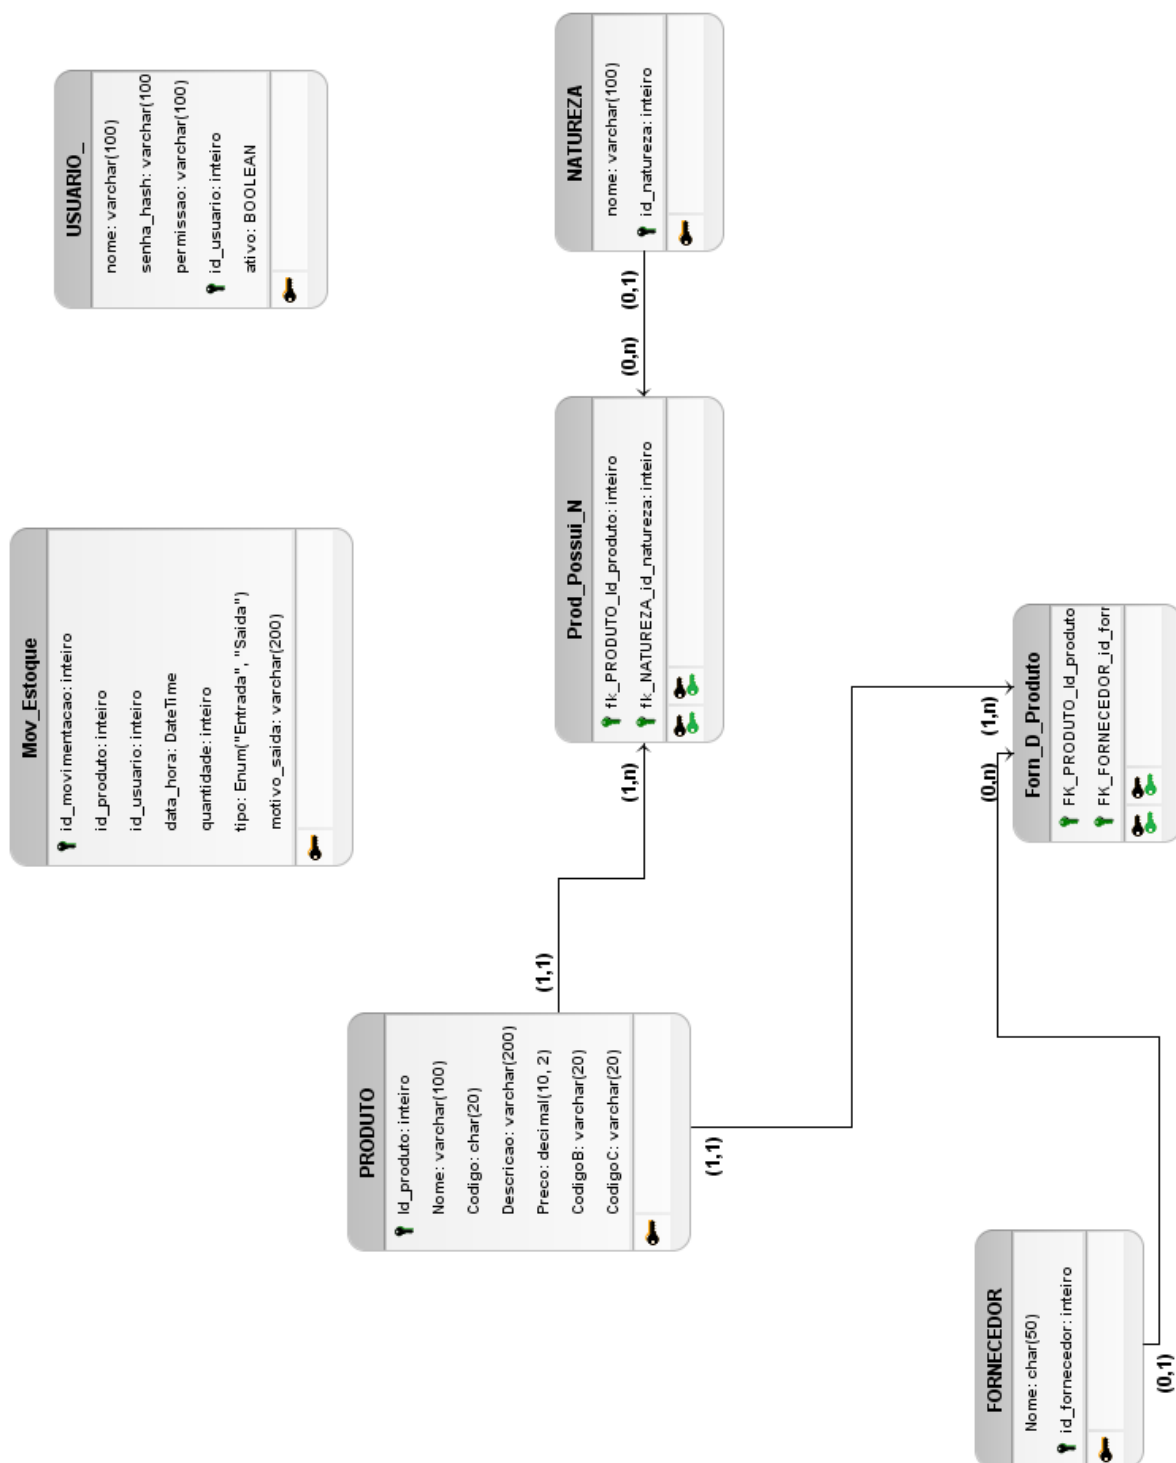 USUARIO_
nome: varchar(100)
senha_hash: varchar(100
permissao: varchar(100)
id_usuario: inteiro
ativo: BOOLEAN
NATUREZA
nome: varchar(100)
id_natureza: inteiro
(0,1)
(0,n)
Mov_Estoque
id_movimentacao: inteiro
id_produto: inteiro
id_usuario: inteiro
data_hora: DateTime
quantidade: inteiro
tipo: Enum("Entrada", "Saida")
motivo_saida: varchar(200)
Prod_Possui_N
fk_PRODUTO_Id_produto: inteiro
fk_NATUREZA_id_natureza: inteiro
(1,n)
(1,1)
PRODUTO
Id_produto: inteiro
Nome: varchar(100)
Codigo: char(20)
Descricao: varchar(200)
Preco: decimal(10, 2)
CodigoB: varchar(20)
CodigoC: varchar(20)
(1,1)
(1,n)
(0,n)
Forn_D_Produto
FK_PRODUTO_Id_produto
FK_FORNECEDOR_id_forr
FORNECEDOR
Nome: char(50)
id_fornecedor: inteiro
(0,1)